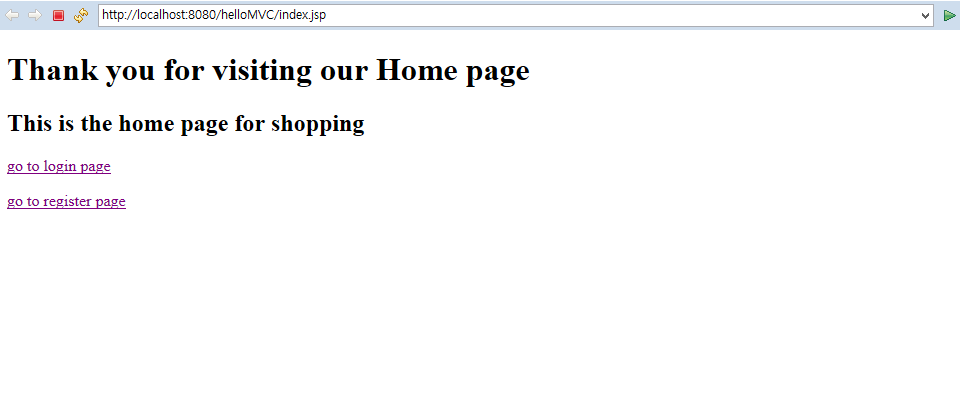 http://localhost:8080/helloMVC/index.jsp
Thank you for visiting our Home page
This is the home page for shopping
go to login page
go to register page